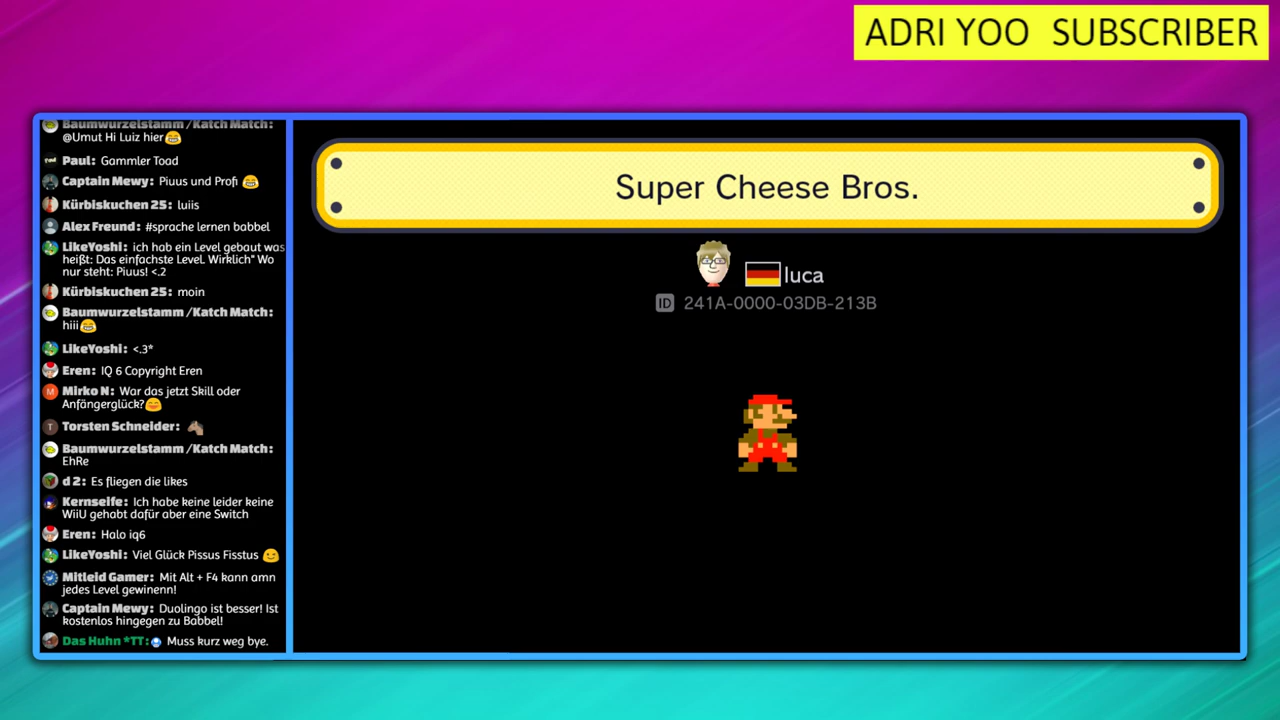 ADRI YOO SUBSCRIBER
Baumwurzelstamm /Katch Match:
@Umut Hi Luiz hier😂
Paul: Gammler Toad
Captain Mewy: Piuus und Profi 😂
Kürbiskuchen 25: luiis
Alex Freund: #sprache lernen babbel
LikeYoshi: ich hab ein Level gebaut was
heißt: Das einfachste Level. Wirklich" Wo
nur steht: Piuus! <.2
Kürbiskuchen 25: moin
Baumwurzelstamm /Katch Match:
hiii😂
LikeYoshi: <.3*
Eren: IQ 6 Copyright Eren
Mirko N: War das jetzt Skill oder
Anfängerglück?😄
Torsten Schneider: 🐴
Baumwurzelstamm /Katch Match:
EhRe
d 2: Es fliegen die likes
Kernseife: Ich habe keine leider keine
WiiU gehabt dafür aber eine Switch
Eren: Halo iq6
LikeYoshi: Viel Glück Pissus Fisstus 😉
Mitleid Gamer: Mit Alt + F4 kann amn
jedes Level gewinenn!
Captain Mewy: Duolingo ist besser! Ist
kostenlos hingegen zu Babbel!
Das Huhn *TT: Muss kurz weg bye.
Super Cheese Bros.
luca
ID 241A-0000-03DB-213B